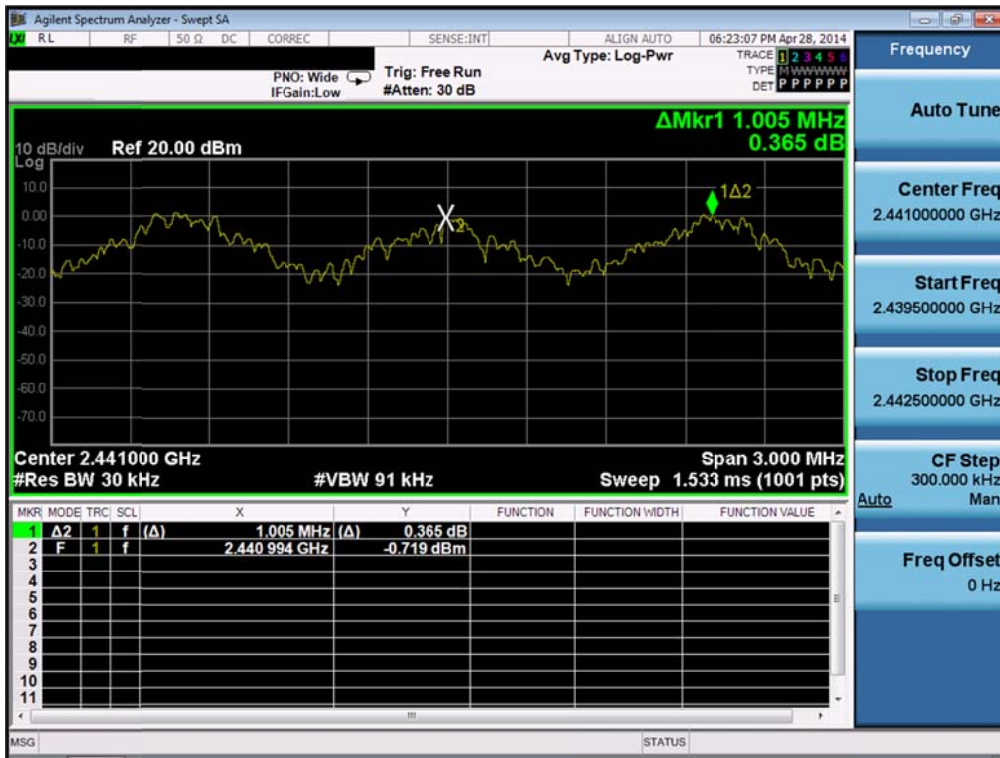 Agilent Spectrum Analyzer - Swept SA
LXI RL RF 50 Ω DC CORREC SENSE:INT ALIGN AUTO 06:23:07 PM Apr 28, 2014
Frequency
Avg Type: Log-Pwr
TRACE 1 2 3 4 5 6
TYPE M W W W W W
DET P P P P P P
PNO: Wide
IFGain:Low
Trig: Free Run
#Atten: 30 dB
Auto Tune
ΔMkr1 1.005 MHz
0.365 dB
10 dB/div
Log
Ref 20.00 dBm
10.0
0.00
-10.0
-20.0
-30.0
-40.0
-50.0
-60.0
-70.0
1Δ2
2
Center Freq
2.441000000 GHz
Start Freq
2.439500000 GHz
Stop Freq
2.442500000 GHz
Center 2.441000 GHz
#Res BW 30 kHz
#VBW 91 kHz
Span 3.000 MHz
Sweep 1.533 ms (1001 pts)
CF Step
300.000 kHz
Auto Man
Freq Offset
0 Hz
MKR MODE TRC SCL X Y FUNCTION FUNCTION WIDTH FUNCTION VALUE
1 Δ2 1 f (Δ) 1.005 MHz (Δ) 0.365 dB
2 F 1 f 2.440 994 GHz -0.719 dBm
3
4
5
6
7
8
9
10
11
MSG
STATUS